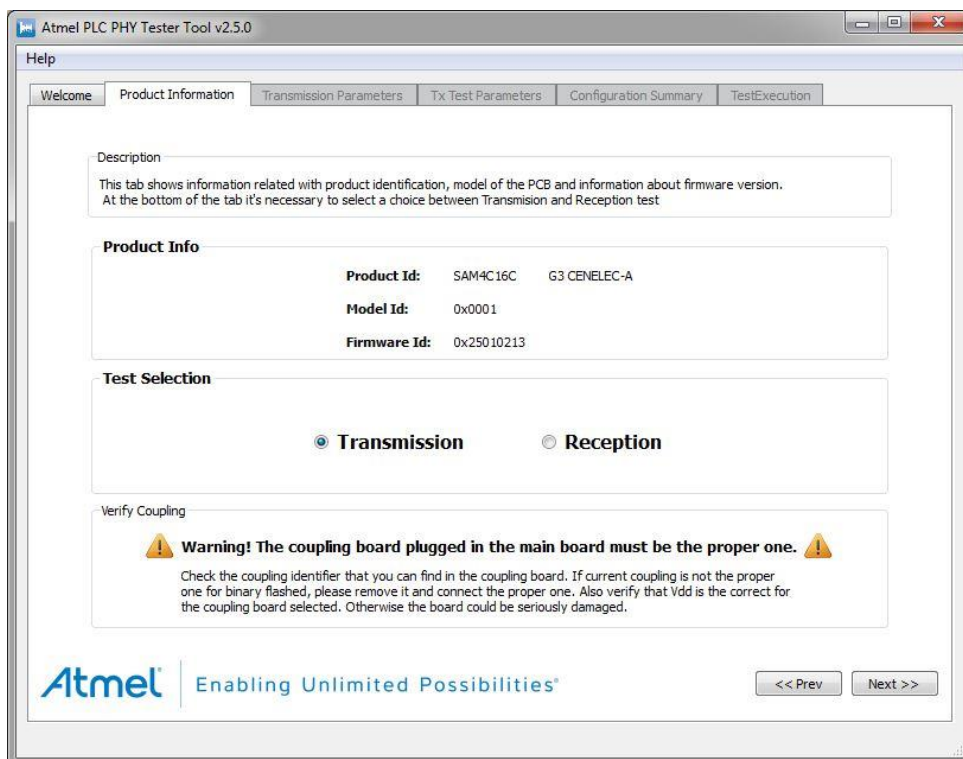 Atmel PLC PHY Tester Tool v2.5.0
Help
Welcome Product Information Transmission Parameters Tx Test Parameters Configuration Summary TestExecution
Description
This tab shows information related with product identification, model of the PCB and information about firmware version.
At the bottom of the tab it's necessary to select a choice between Transmision and Reception test
Product Info
Product Id: SAM4C16C G3 CENELEC-A
Model Id: 0x0001
Firmware Id: 0x25010213
Test Selection
Transmission Reception
Verify Coupling
Warning! The coupling board plugged in the main board must be the proper one.
Check the coupling identifier that you can find in the coupling board. If current coupling is not the proper
one for binary flashed, please remove it and connect the proper one. Also verify that Vdd is the correct for
the coupling board selected. Otherwise the board could be seriously damaged.
Atmel Enabling Unlimited Possibilities®
<< Prev Next >>